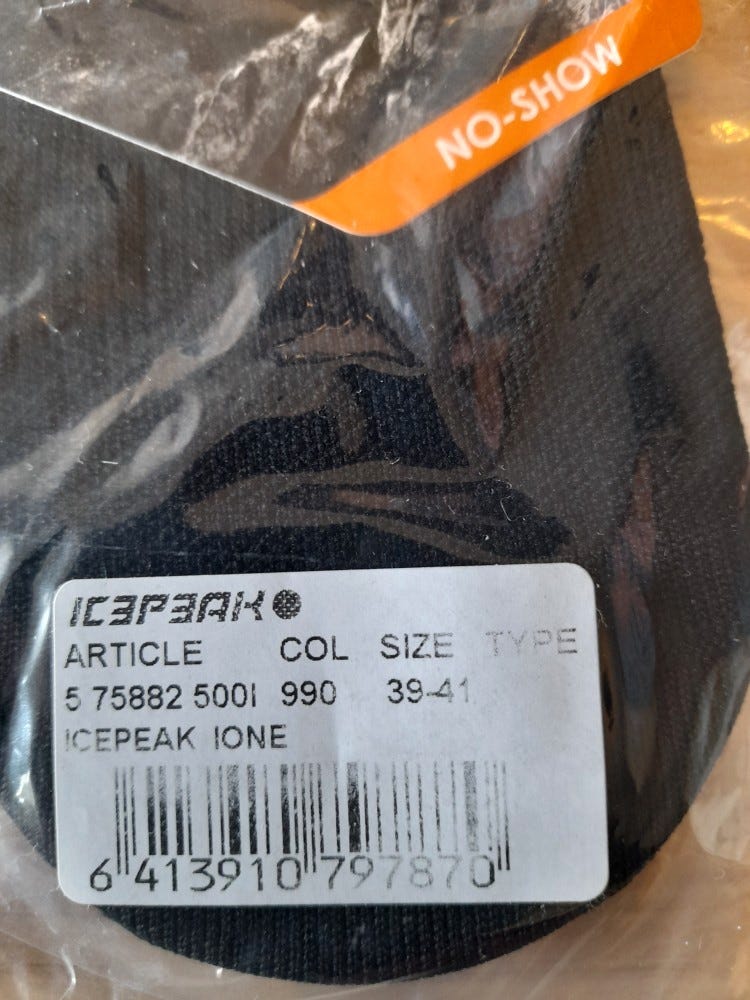 NO-SHOW
ICEPEAK
ARTICLE COL SIZE TYPE
5 75882 500I 990 39-41
ICEPEAK IONE
6 413910 797870